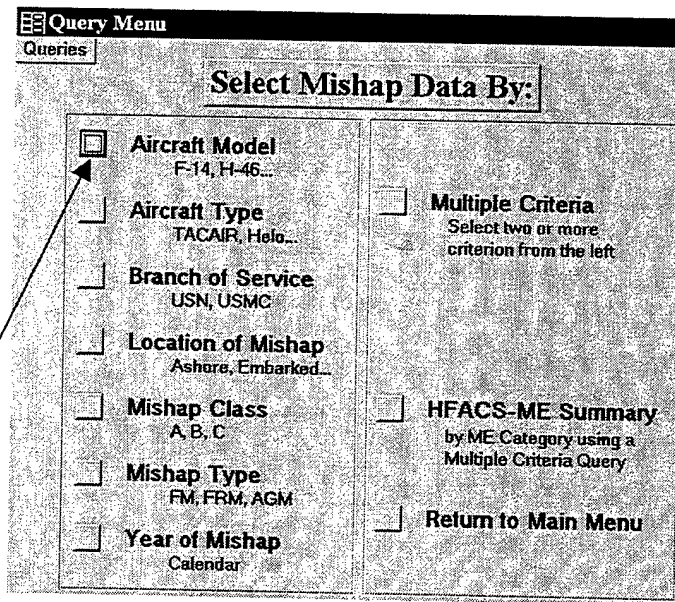 Query Menu
Queries
Select Mishap Data By:
Aircraft Model
F-14, H-46...
Aircraft Type
TACAIR, Helo...
Branch of Service
USN, USMC
Location of Mishap
Ashore, Embarked...
Mishap Class
A, B, C
Mishap Type
FM, FRM, AGM
Year of Mishap
Calendar
Multiple Criteria
Select two or more
criterion from the left
HFACS-ME Summary
by ME Category using a
Multiple Criteria Query
Return to Main Menu